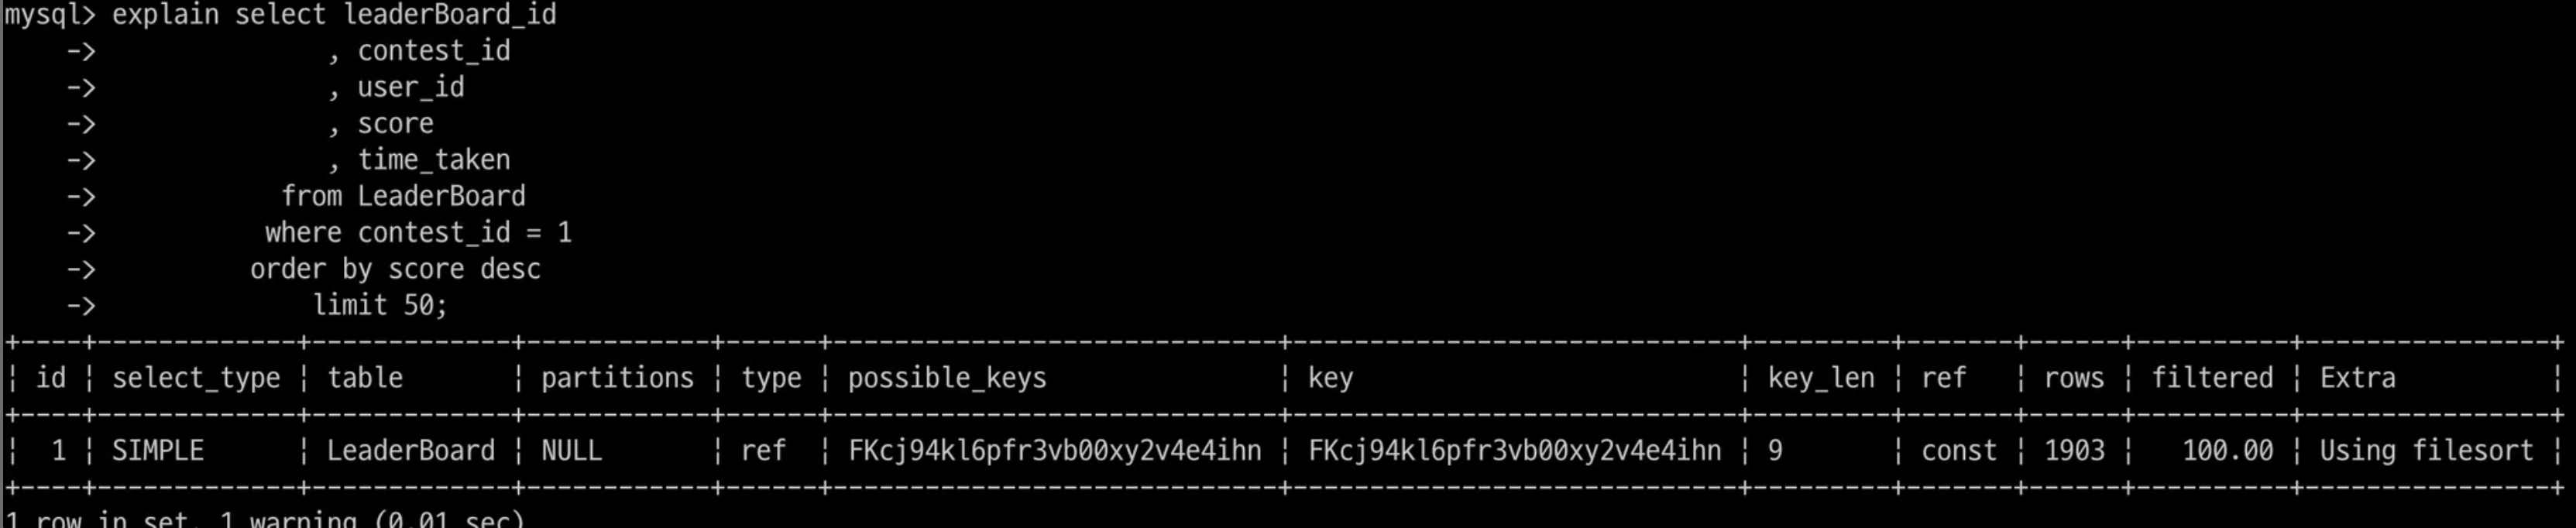 mysql> explain select leaderBoard_id
    ->                , contest_id
    ->                , user_id
    ->                , score
    ->                , time_taken
    ->             from LeaderBoard
    ->            where contest_id = 1
    ->           order by score desc
    ->               limit 50;
+----+-------------+-------------+------------+------+-----------------------------+-----------------------------+---------+-------+------+----------+----------------+
| id | select_type | table       | partitions | type | possible_keys               | key                         | key_len | ref   | rows | filtered | Extra          |
+----+-------------+-------------+------------+------+-----------------------------+-----------------------------+---------+-------+------+----------+----------------+
|  1 | SIMPLE      | LeaderBoard | NULL       | ref  | FKcj94kl6pfr3vb00xy2v4e4ihn | FKcj94kl6pfr3vb00xy2v4e4ihn | 9       | const | 1903 |   100.00 | Using filesort |
+----+-------------+-------------+------------+------+-----------------------------+-----------------------------+---------+-------+------+----------+----------------+
1 row in set, 1 warning (0.01 sec)